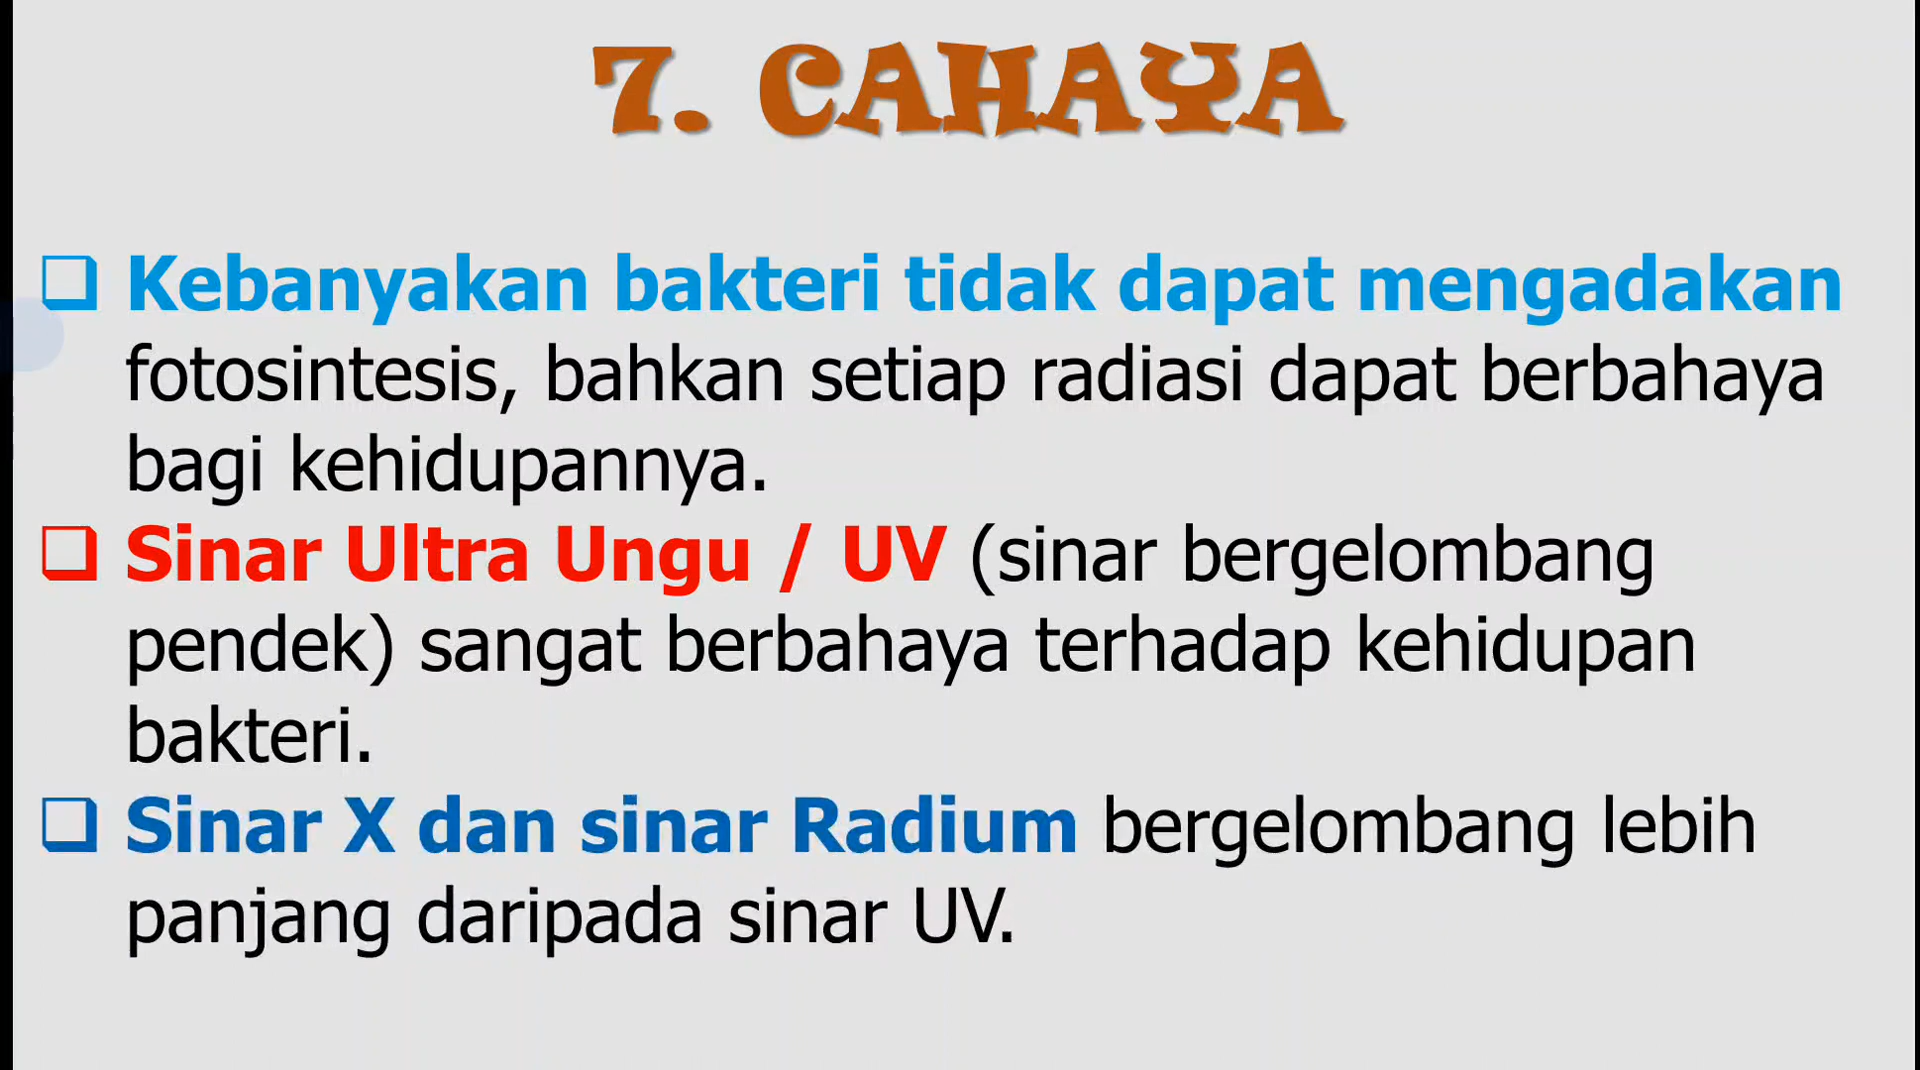 7. CAHAYA
❑ Kebanyakan bakteri tidak dapat mengadakan
fotosintesis, bahkan setiap radiasi dapat berbahaya
bagi kehidupannya.
❑ Sinar Ultra Ungu / UV (sinar bergelombang
pendek) sangat berbahaya terhadap kehidupan
bakteri.
❑ Sinar X dan sinar Radium bergelombang lebih
panjang daripada sinar UV.